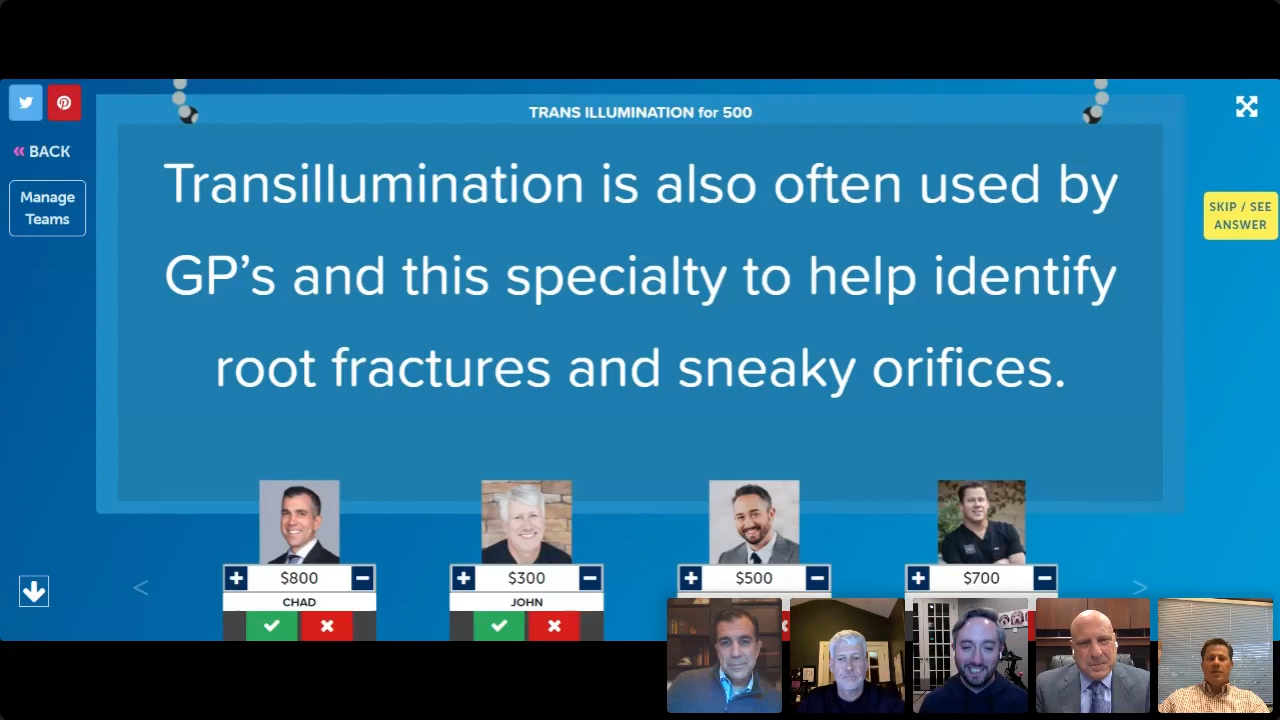 TRANS ILLUMINATION for 500
« BACK
Manage
Teams
SKIP / SEE
ANSWER
Transillumination is also often used by
GP’s and this specialty to help identify
root fractures and sneaky orifices.
$800
$300
$500
$700
CHAD
JOHN